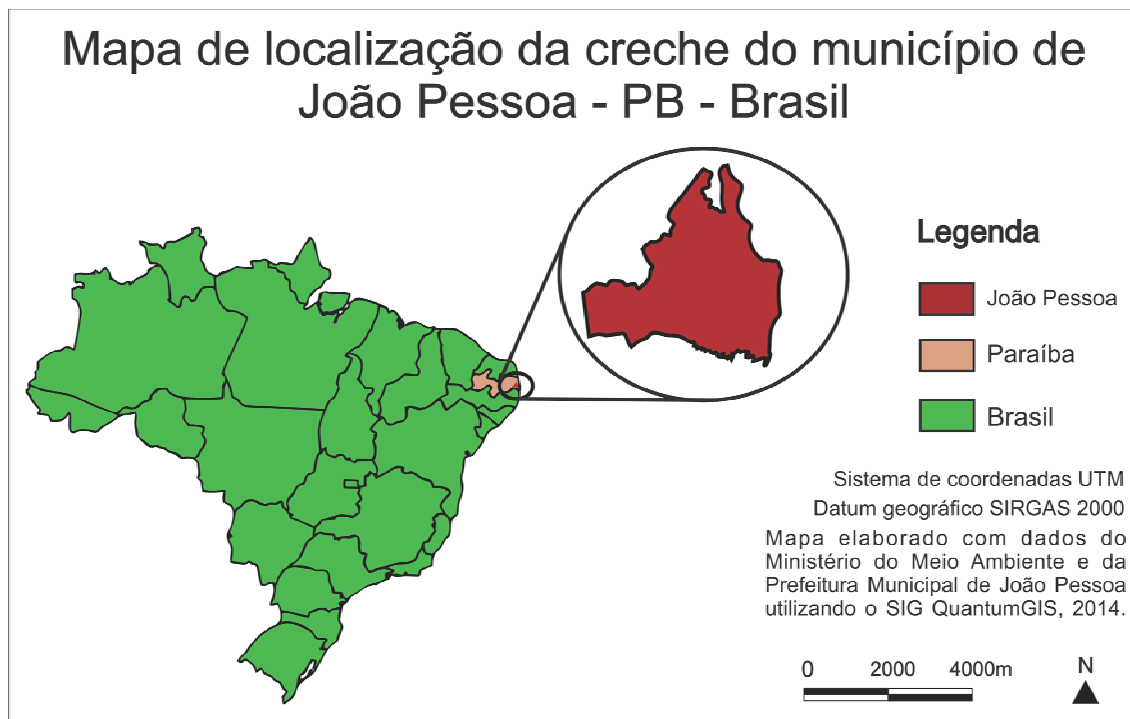 Mapa de localização da creche do município de
João Pessoa - PB - Brasil
Legenda
João Pessoa
Paraíba
Brasil
Sistema de coordenadas UTM
Datum geográfico SIRGAS 2000
Mapa elaborado com dados do
Ministério do Meio Ambiente e da
Prefeitura Municipal de João Pessoa
utilizando o SIG QuantumGIS, 2014.
0 2000 4000m
N